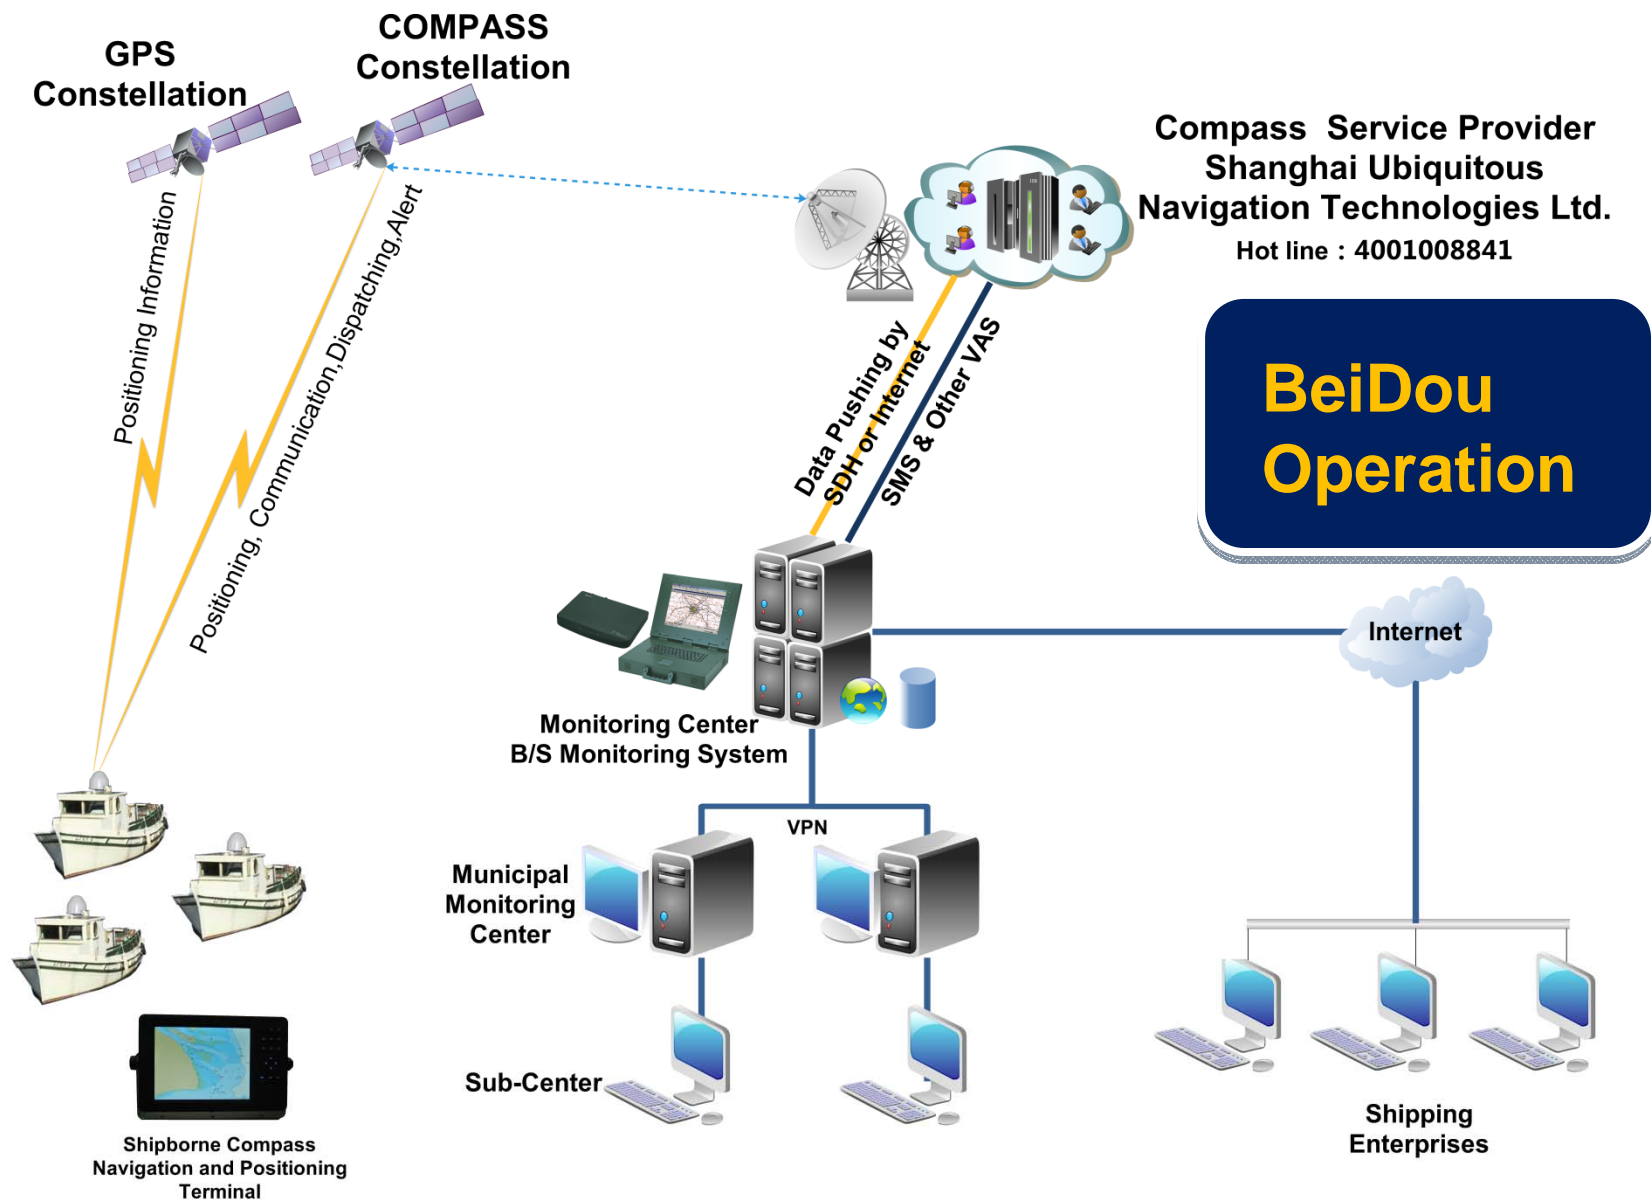 GPS
Constellation
COMPASS
Constellation
Compass Service Provider
Shanghai Ubiquitous
Navigation Technologies Ltd.
Hot line：4001008841
Positioning Information
Positioning, Communication,Dispatching,Alert
Data Pushing by
SDH or Internet
SMS & Other VAS
BeiDou
Operation
Internet
Monitoring Center
B/S Monitoring System
VPN
Municipal
Monitoring
Center
Sub-Center
Shipping
Enterprises
Shipborne Compass
Navigation and Positioning
Terminal